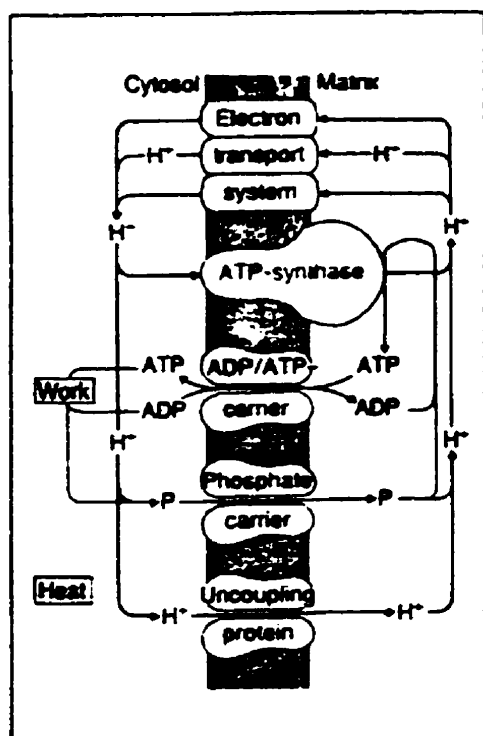 Cytosol Matrix
Electron
H⁺ transport H⁺
system
H⁺ H⁺
ATP-synthase
ATP ADP/ATP- ATP
Work
ADP carrier ADP
H⁺ H⁺
Phosphate
P P
carrier
Heat Uncoupling
H⁺ H⁺
protein